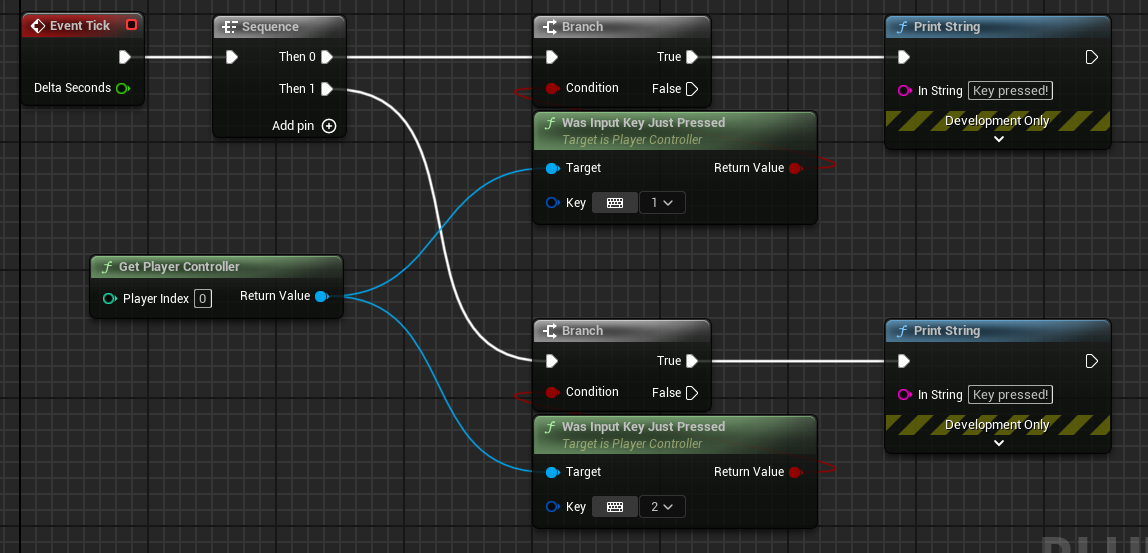 Event Tick
Delta Seconds
Sequence
Then 0
Then 1
Add pin
Branch
True
Condition
False
Print String
In String Key pressed!
Development Only
Was Input Key Just Pressed
Target is Player Controller
Target
Return Value
Key 1
Get Player Controller
Player Index 0
Return Value
Branch
True
Condition
False
Print String
In String Key pressed!
Development Only
Was Input Key Just Pressed
Target is Player Controller
Target
Return Value
Key 2